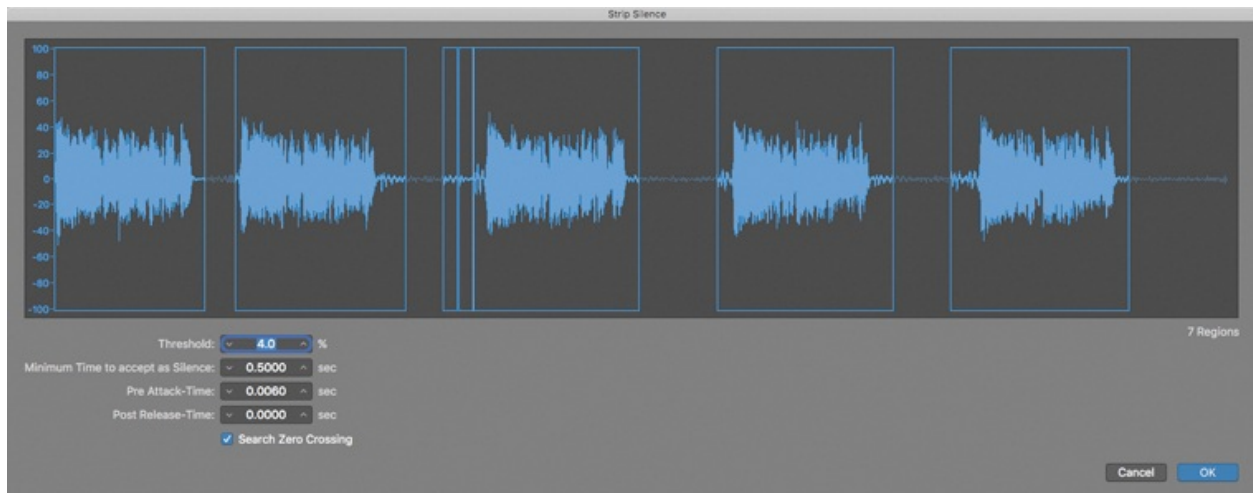 Strip Silence
100
80
60
40
20
0
-20
-40
-60
-80
-100
7 Regions
Threshold: 4.0 %
Minimum Time to accept as Silence: 0.5000 sec
Pre Attack-Time: 0.0060 sec
Post Release-Time: 0.0000 sec
Search Zero Crossing
Cancel OK